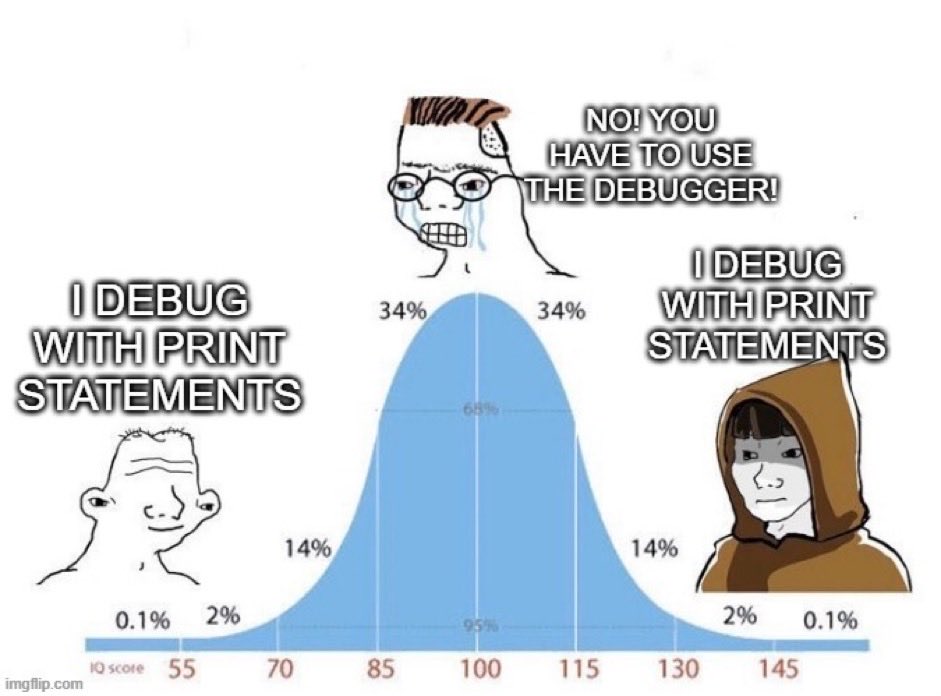 NO! YOU
HAVE TO USE
THE DEBUGGER!
I DEBUG
WITH PRINT
STATEMENTS
I DEBUG
WITH PRINT
STATEMENTS
34% 34%
68%
14% 14%
0.1% 2% 95% 2% 0.1%
IQ score 55 70 85 100 115 130 145
imgflip.com